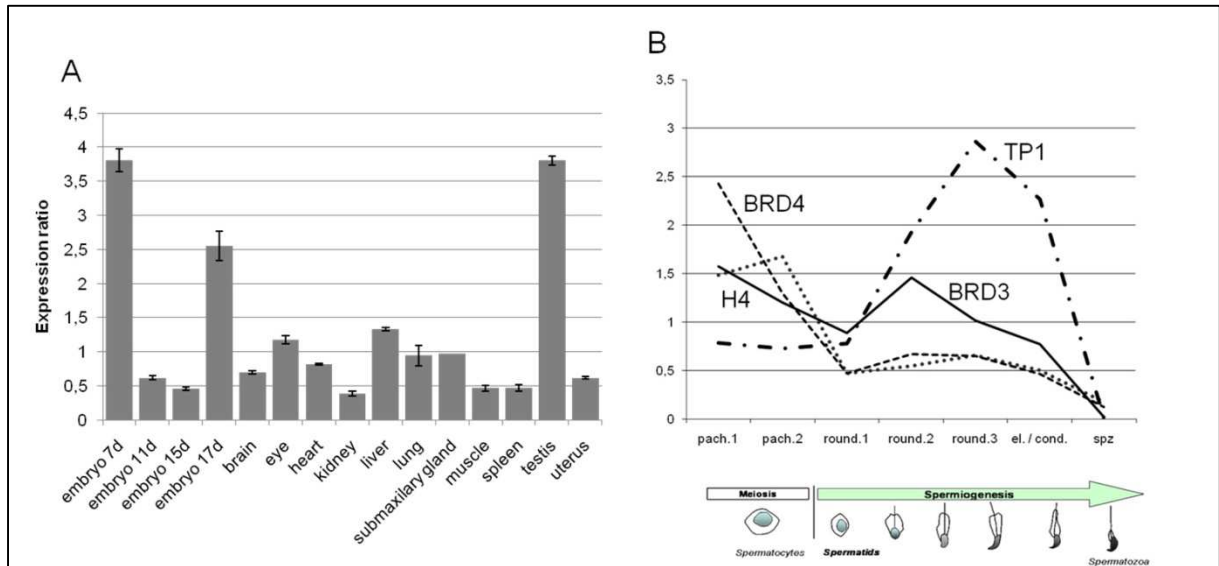 A
Expression ratio
4,5
4
3,5
3
2,5
2
1,5
1
0,5
0
embryo 7d
embryo 11d
embryo 15d
embryo 17d
brain
eye
heart
kidney
liver
lung
submaxilary gland
muscle
spleen
testis
uterus
B
3,5
3
2,5
2
1,5
1
0,5
0
TP1
BRD4
H4
BRD3
pach.1 pach.2 round.1 round.2 round.3 el. / cond. spz
Meiosis Spermiogenesis
Spermatocytes Spermatids Spermatozoa